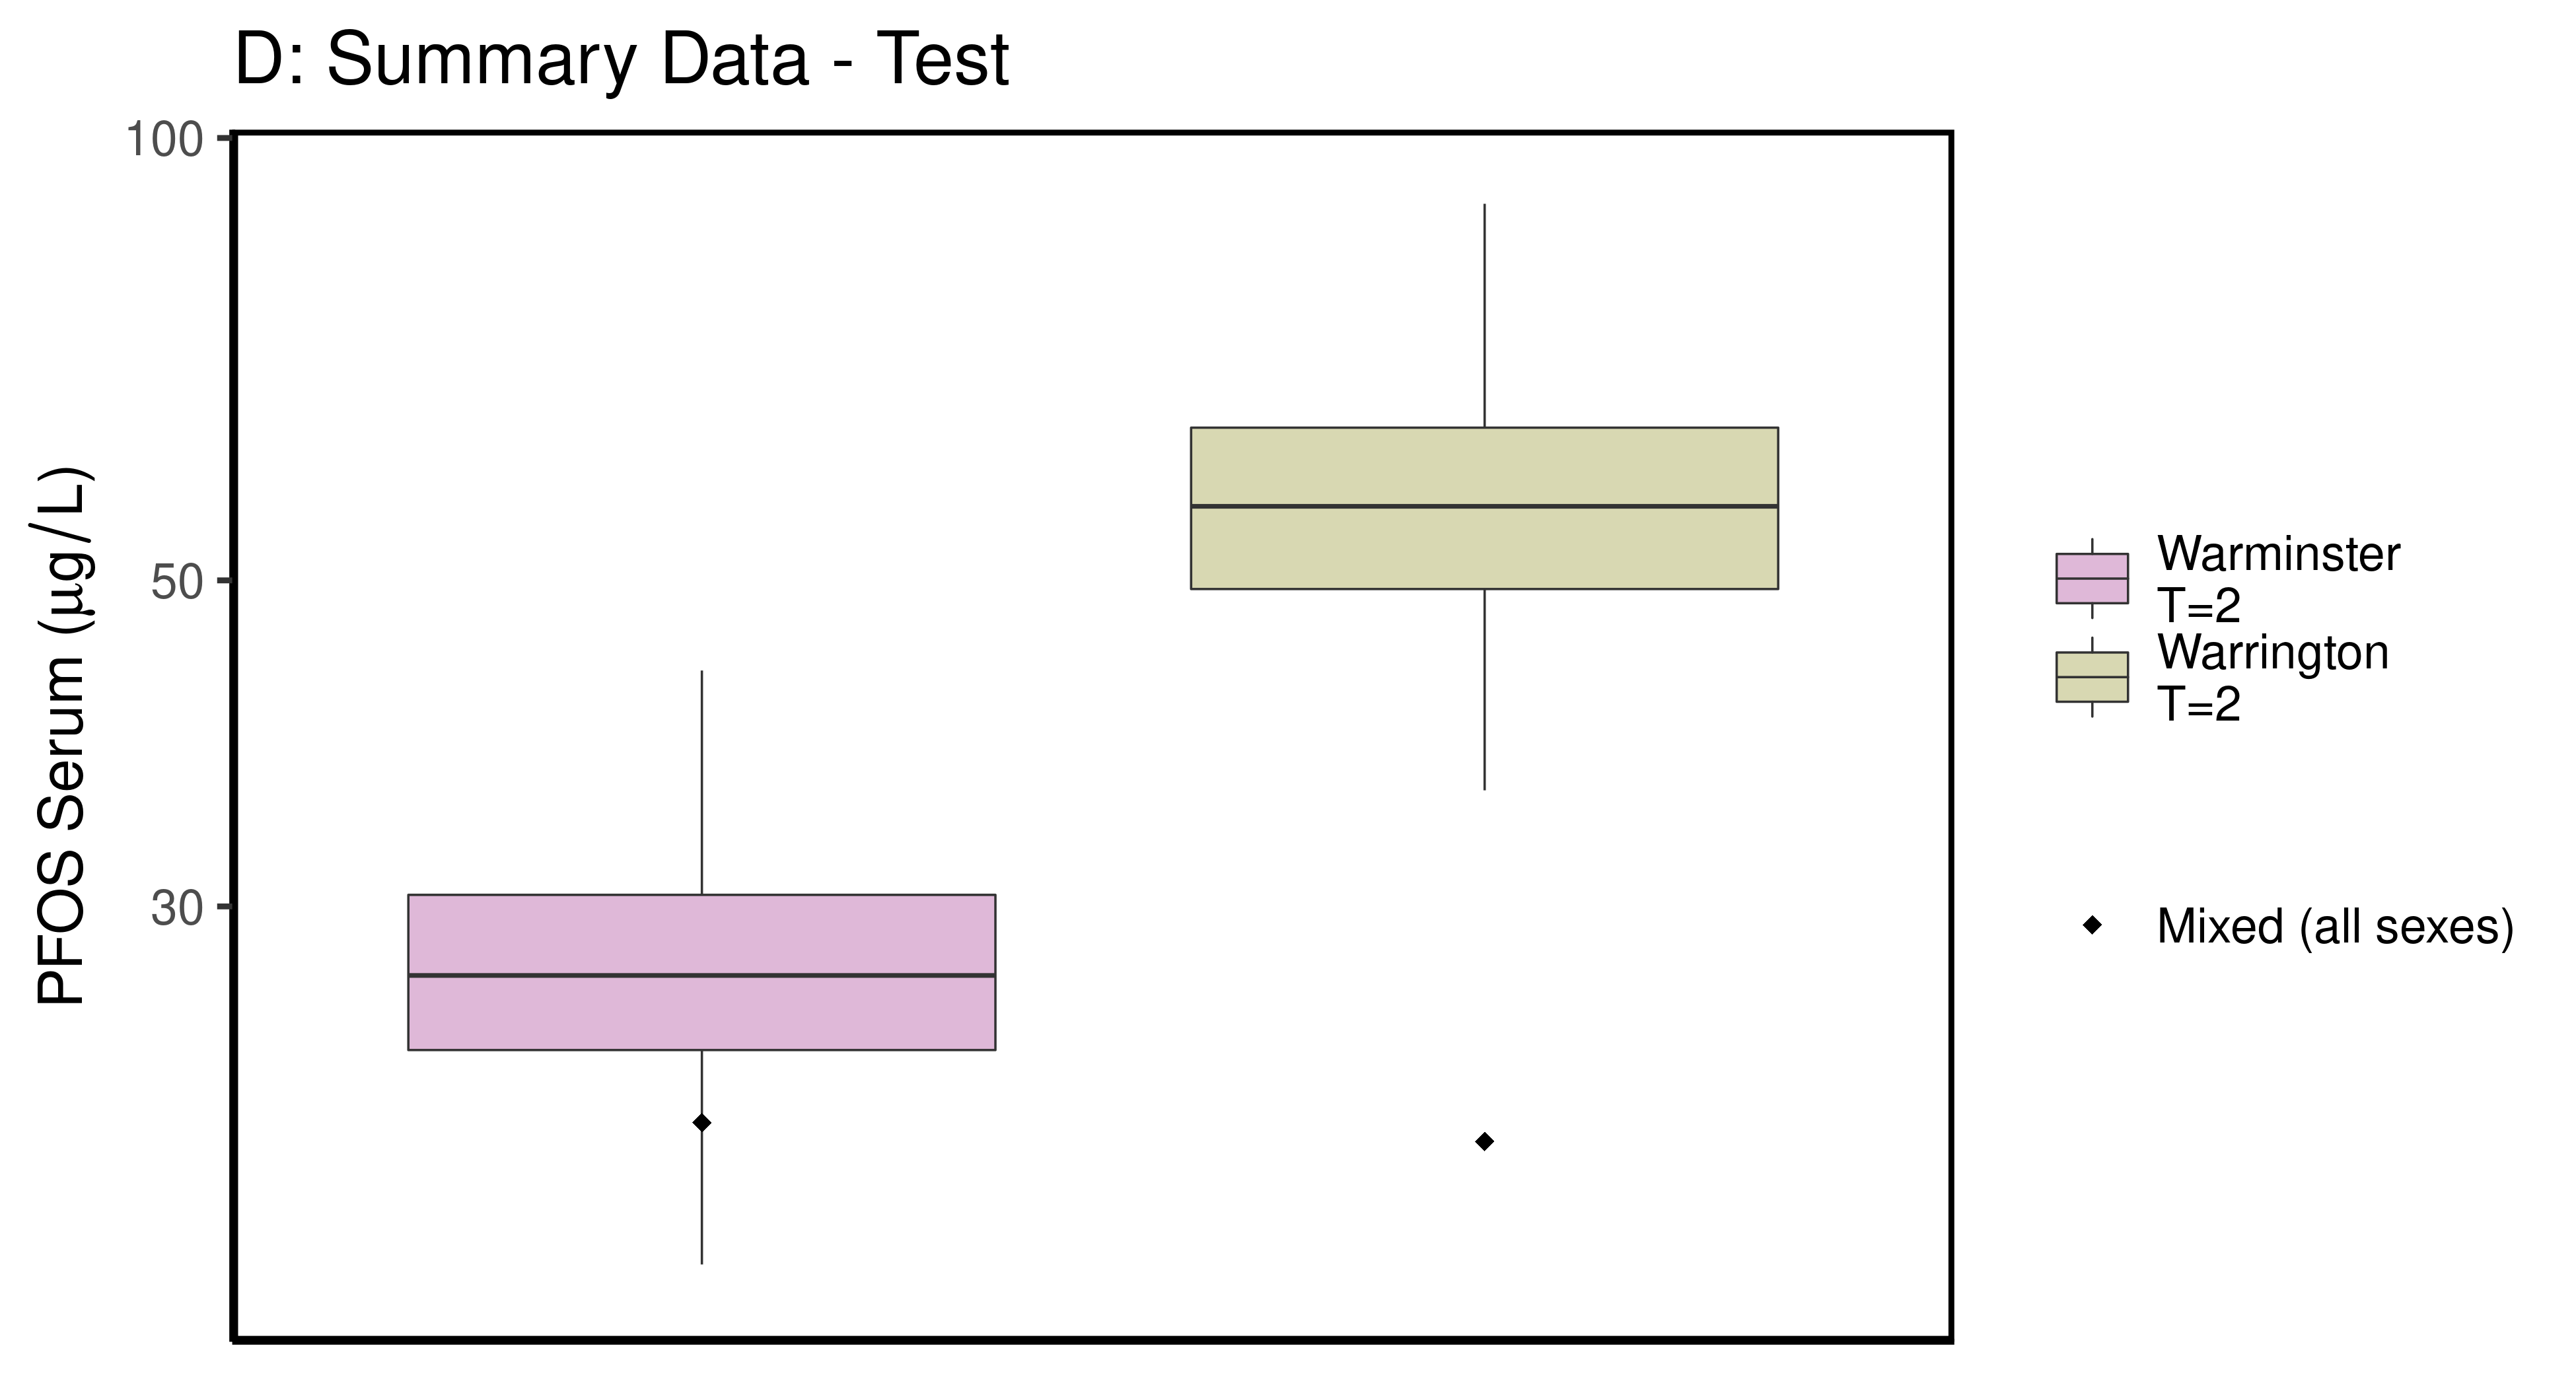 D: Summary Data - Test
100
50
30
PFOS Serum (µg/L)
Warminster
T=2
Warrington
T=2
Mixed (all sexes)